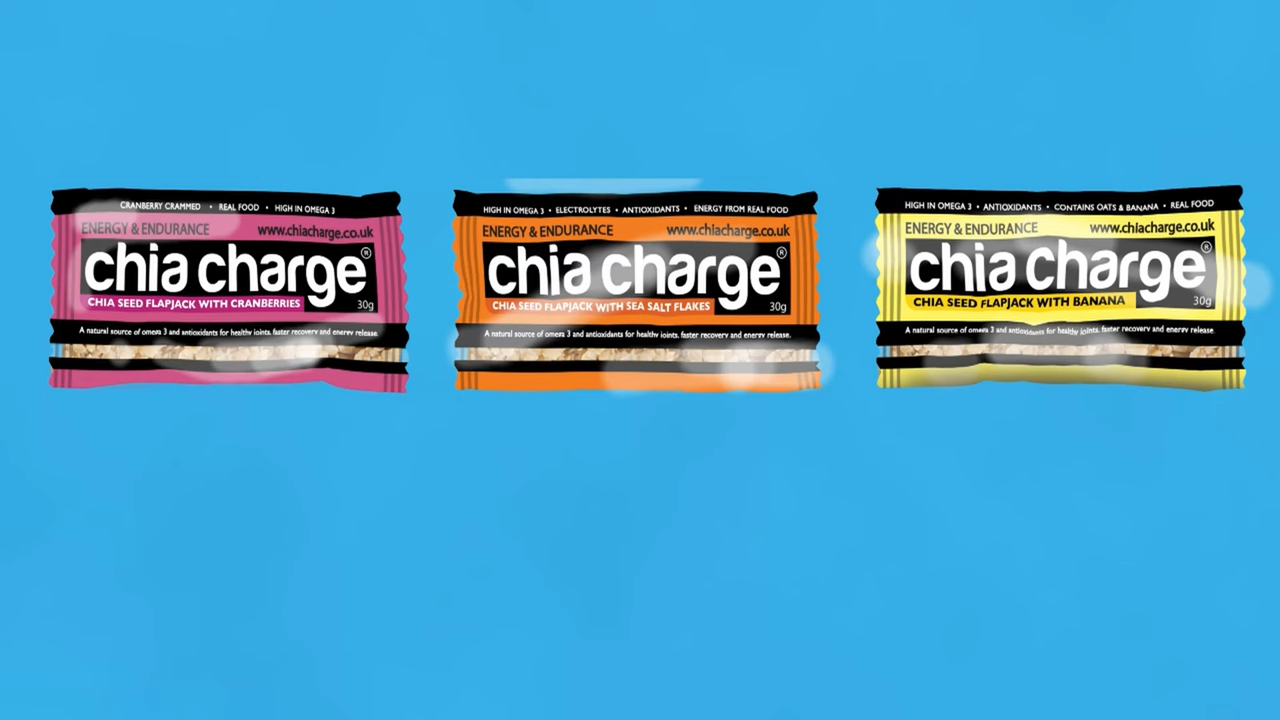 CRANBERRY CRAMMED • REAL FOOD • HIGH IN OMEGA 3
ENERGY & ENDURANCE www.chiacharge.co.uk
chia charge®
CHIA SEED FLAPJACK WITH CRANBERRIES 30g
A natural source of omega 3 and antioxidants for healthy joints, faster recovery and energy release.
HIGH IN OMEGA 3 • ELECTROLYTES • ANTIOXIDANTS • ENERGY FROM REAL FOOD
ENERGY & ENDURANCE www.chiacharge.co.uk
chia charge®
CHIA SEED FLAPJACK WITH SEA SALT FLAKES 30g
A natural source of omega 3 and antioxidants for healthy joints, faster recovery and energy release.
HIGH IN OMEGA 3 • ANTIOXIDANTS • CONTAINS OATS & BANANA • REAL FOOD
ENERGY & ENDURANCE www.chiacharge.co.uk
chia charge®
CHIA SEED FLAPJACK WITH BANANA 30g
A natural source of omega 3 and antioxidants for healthy joints, faster recovery and energy release.